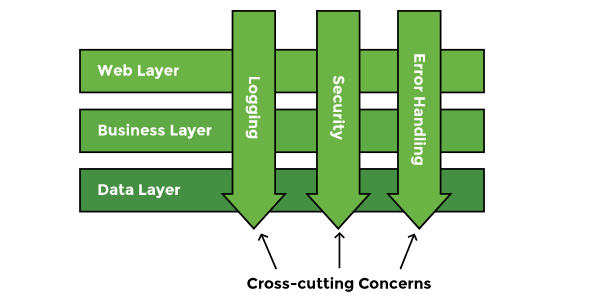 Web Layer
Business Layer
Data Layer
Logging
Security
Error Handling
Cross-cutting Concerns